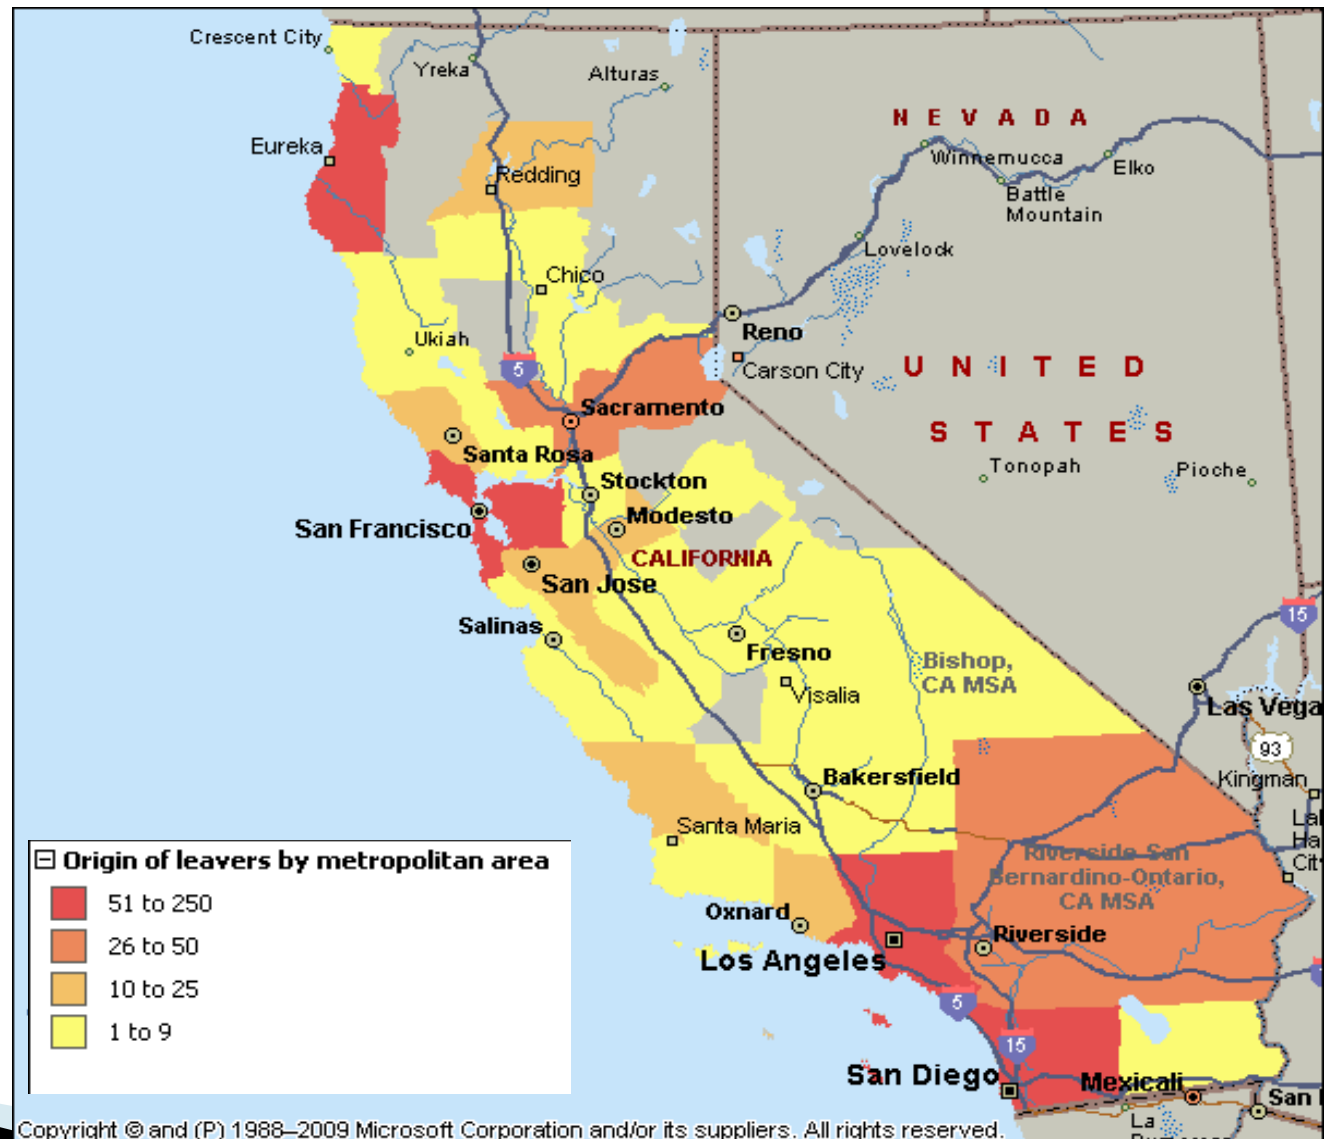 Crescent City
Yreka
Alturas
NEVADA
Eureka
Winnemucca
Elko
Redding
Battle
Mountain
Lovelock
Chico
Reno
Ukiah
Carson City
UNITED
5
Sacramento
STATES
Santa Rosa
Tonopah
Pioche
Stockton
San Francisco
Modesto
CALIFORNIA
San Jose
15
Salinas
Fresno
Bishop,
CA MSA
Visalia
Las Vega
93
Bakersfield
Kingman
Santa Maria
Riverside-San
Bernardino-Ontario,
CA MSA
Ha
City
Oxnard
Riverside
Los Angeles
5
15
San Diego
Mexicali
San
La
Origin of leavers by metropolitan area
51 to 250
26 to 50
10 to 25
1 to 9
Copyright © and (P) 1988–2009 Microsoft Corporation and/or its suppliers. All rights reserved.